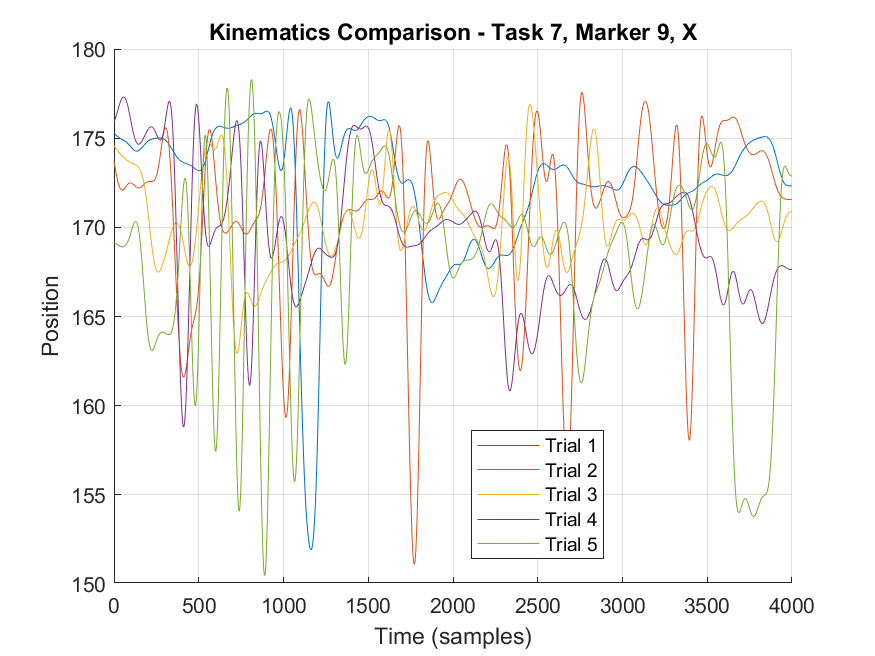 Kinematics Comparison - Task 7, Marker 9, X
180
175
170
165
160
155
150
Position
0 500 1000 1500 2000 2500 3000 3500 4000
Time (samples)
Trial 1
Trial 2
Trial 3
Trial 4
Trial 5